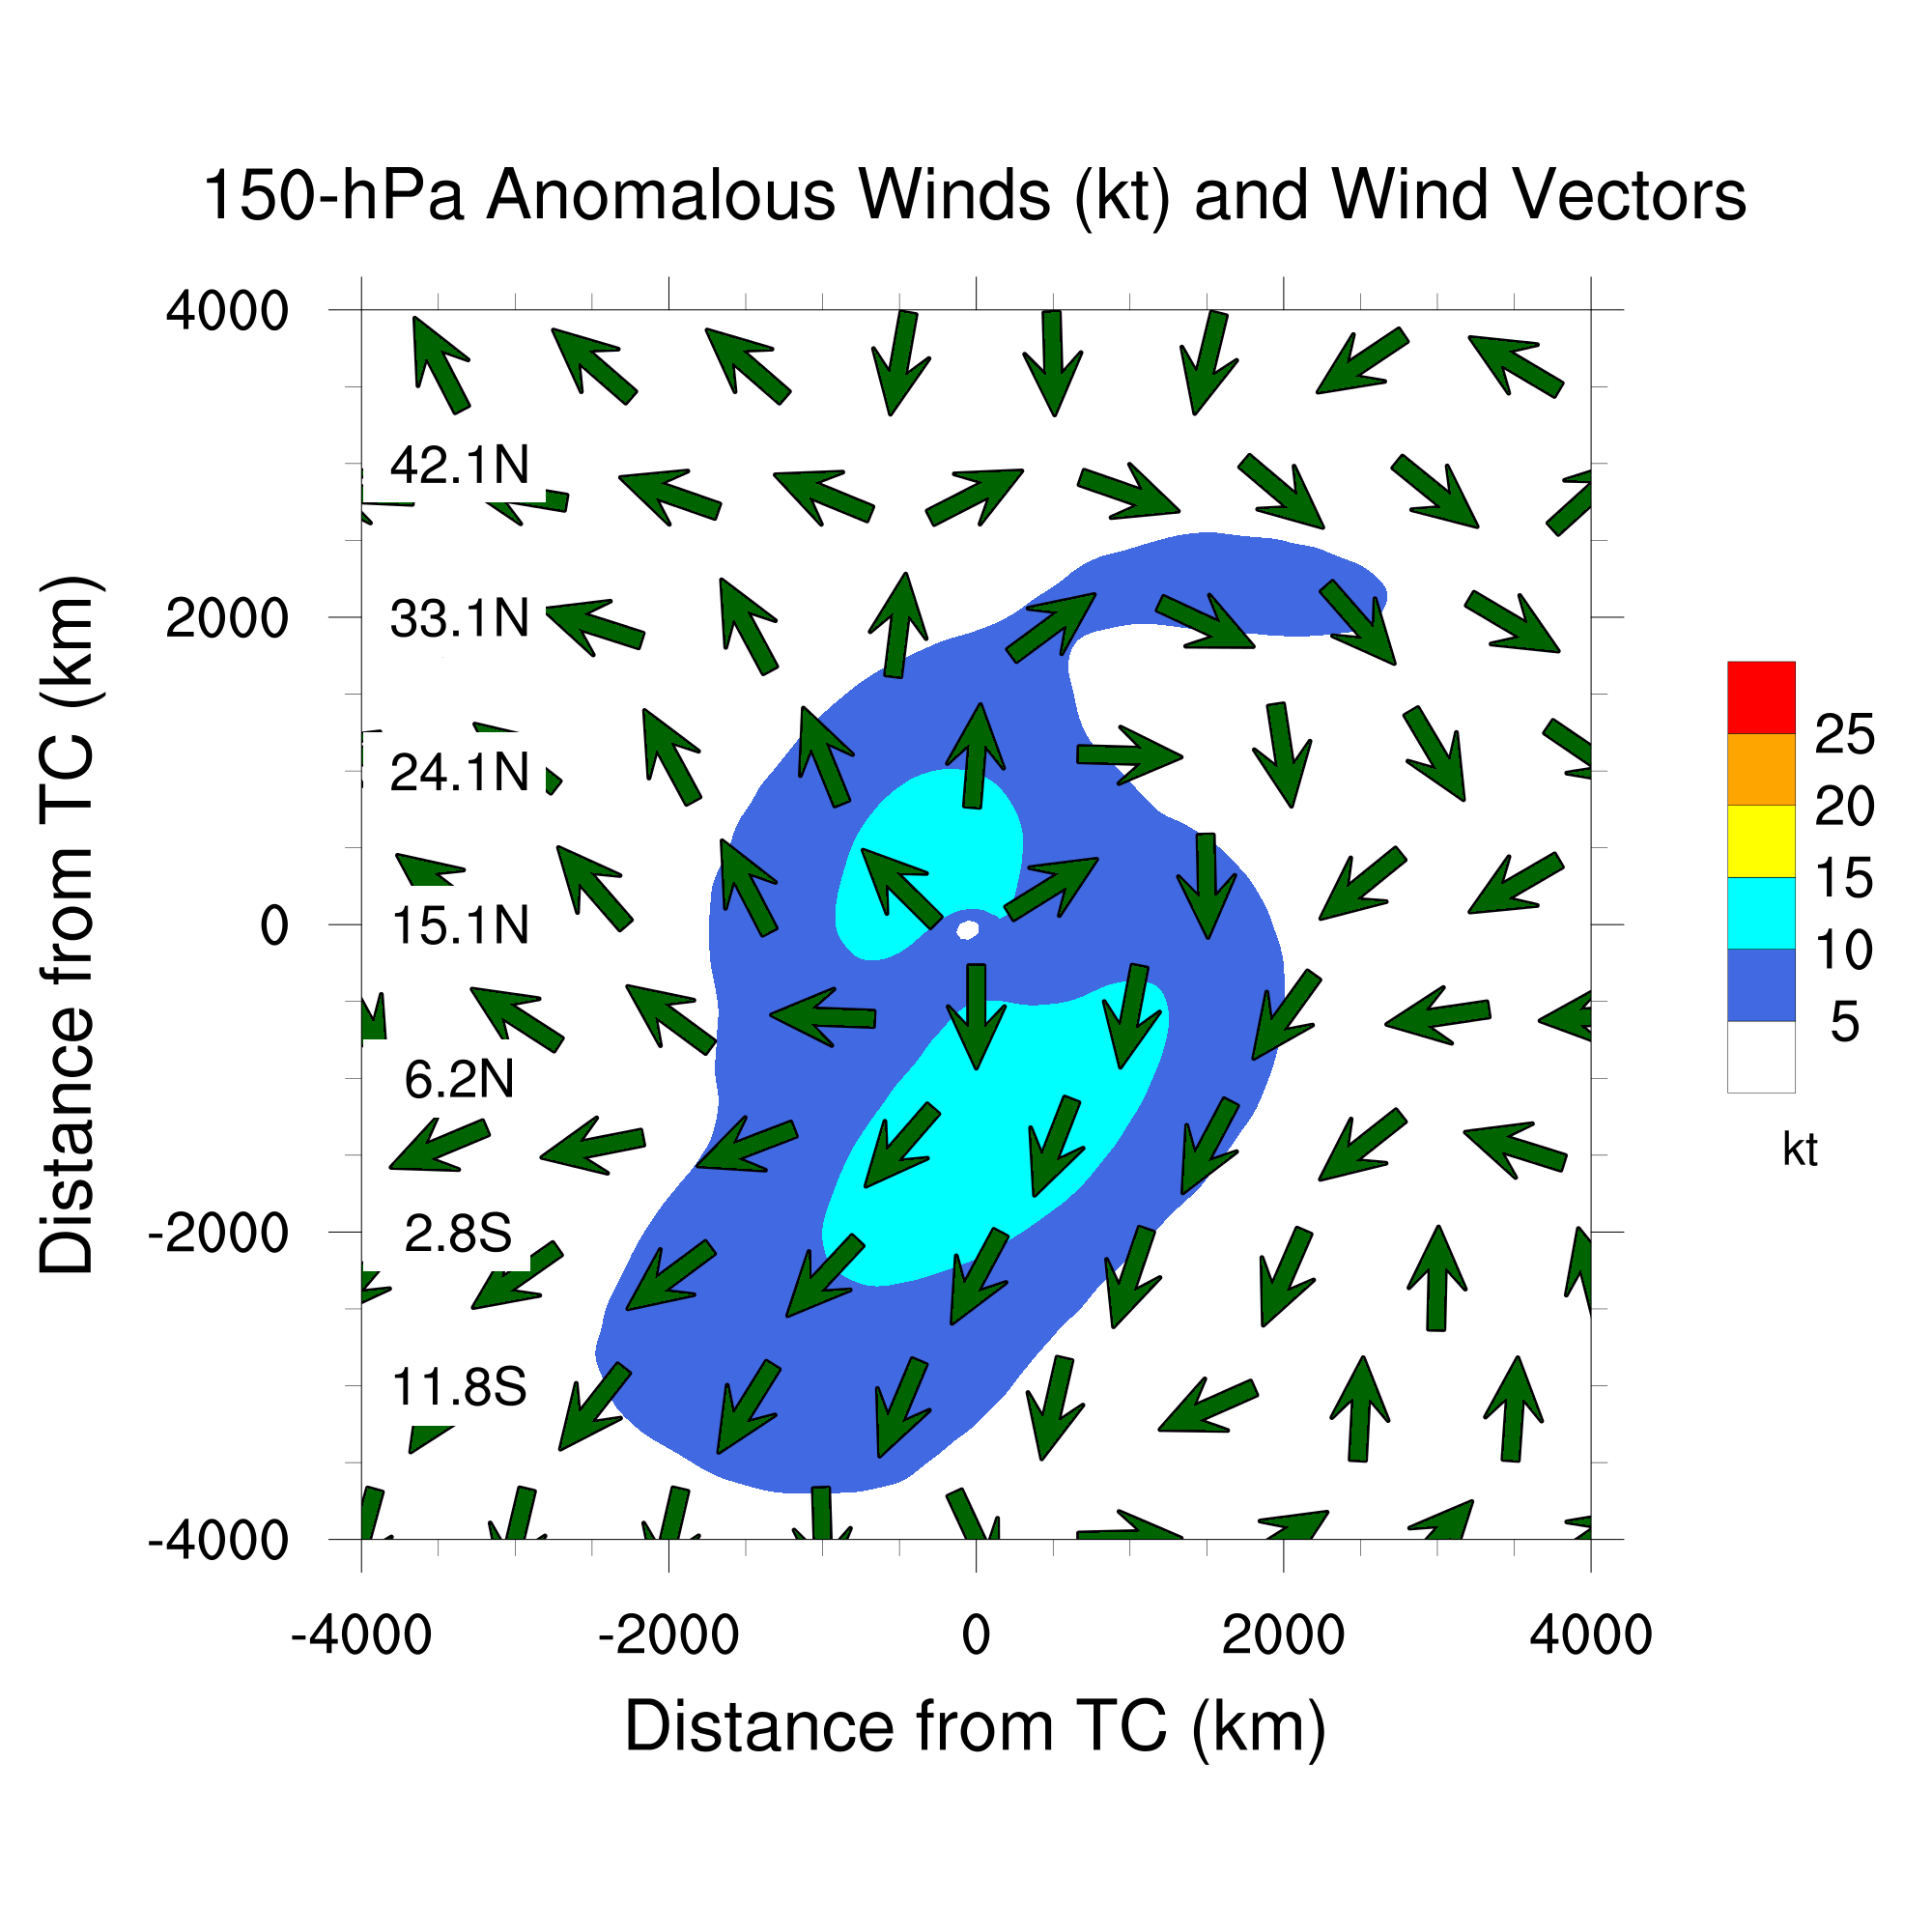 150-hPa Anomalous Winds (kt) and Wind Vectors
Distance from TC (km)
4000
2000
0
-2000
-4000
42.1N
33.1N
24.1N
15.1N
6.2N
2.8S
11.8S
25
20
15
10
5
kt
-4000
-2000
0
2000
4000
Distance from TC (km)